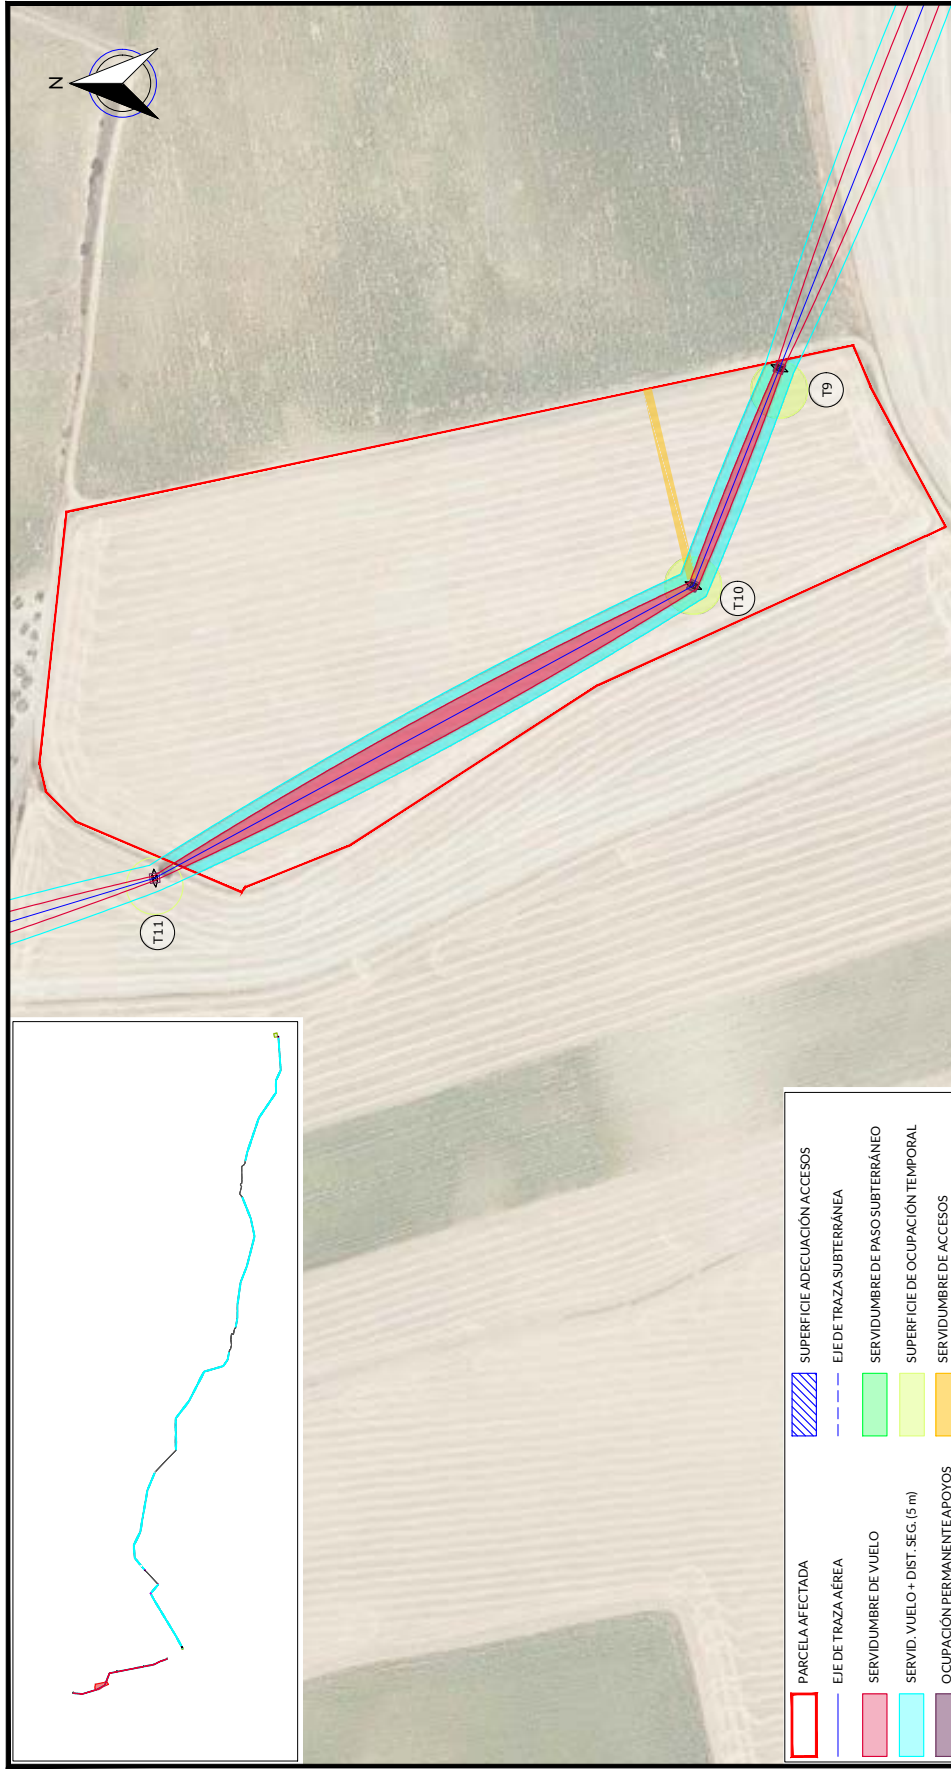 N
T9
T10
T11
PARCELA AFECTADA
EJE DE TRAZA AÉREA
SERVIDUMBRE DE VUELO
SERVID. VUELO + DIST. SEG. (5 m)
OCUPACIÓN PERMANENTE APOYOS
SUPERFICIE ADECUACIÓN ACCESOS
EJE DE TRAZA SUBTERRÁNEA
SERVIDUMBRE DE PASO SUBTERRÁNEO
SUPERFICIE DE OCUPACIÓN TEMPORAL
SERVIDUMBRE DE ACCESOS